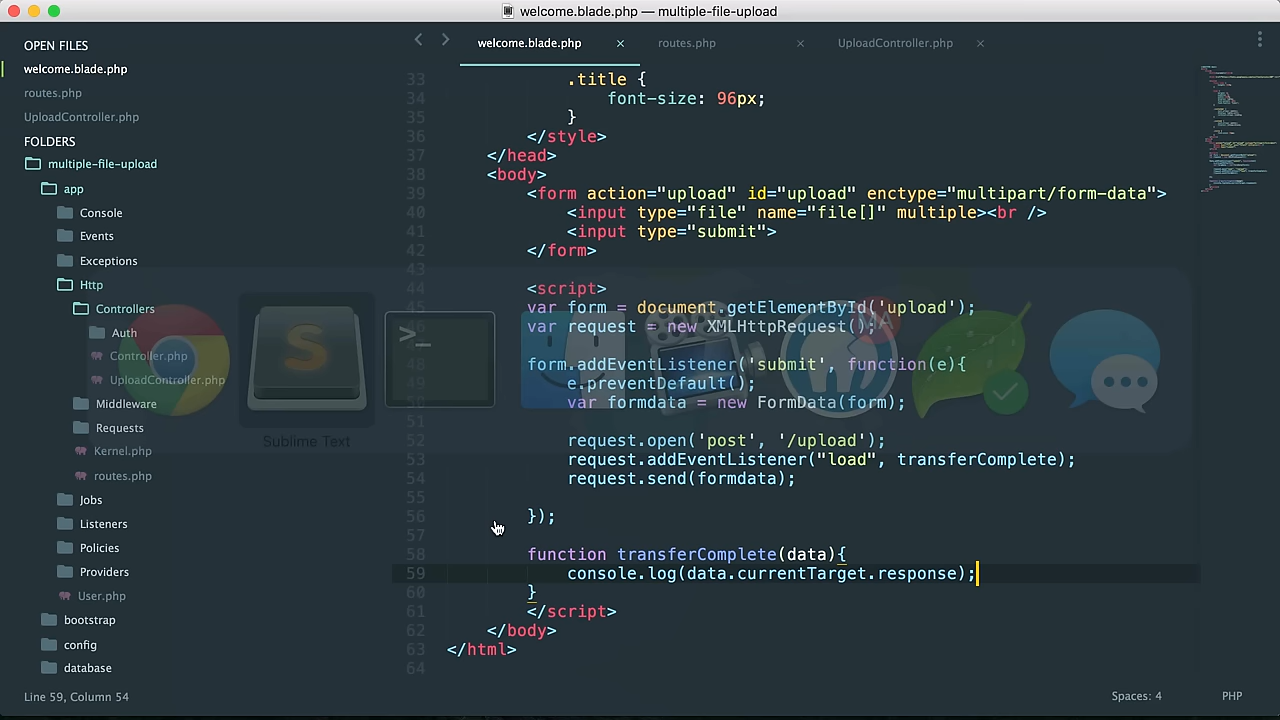 welcome.blade.php — multiple-file-upload
OPEN FILES
welcome.blade.php
routes.php
UploadController.php
FOLDERS
multiple-file-upload
app
Console
Events
Exceptions
Http
Controllers
Auth
Controller.php
UploadController.php
Middleware
Requests
Kernel.php
routes.php
Jobs
Listeners
Policies
Providers
User.php
bootstrap
config
database
welcome.blade.php ×
routes.php ×
UploadController.php ×
33 .title {
34 font-size: 96px;
35 }
36 </style>
37 </head>
38 <body>
39 <form action="upload" id="upload" enctype="multipart/form-data">
40 <input type="file" name="file[]" multiple><br />
41 <input type="submit">
42 </form>
43
44 <script>
45 var form = document.getElementById('upload');
46 var request = new XMLHttpRequest();
48 form.addEventListener('submit', function(e){
49 e.preventDefault();
50 var formdata = new FormData(form);
51
52 request.open('post', '/upload');
53 request.addEventListener("load", transferComplete);
54 request.send(formdata);
55
56 });
57
58 function transferComplete(data){
59 console.log(data.currentTarget.response);
60 }
61 </script>
62 </body>
63 </html>
64
>_
S
Sublime Text
Line 59, Column 54
Spaces: 4
PHP